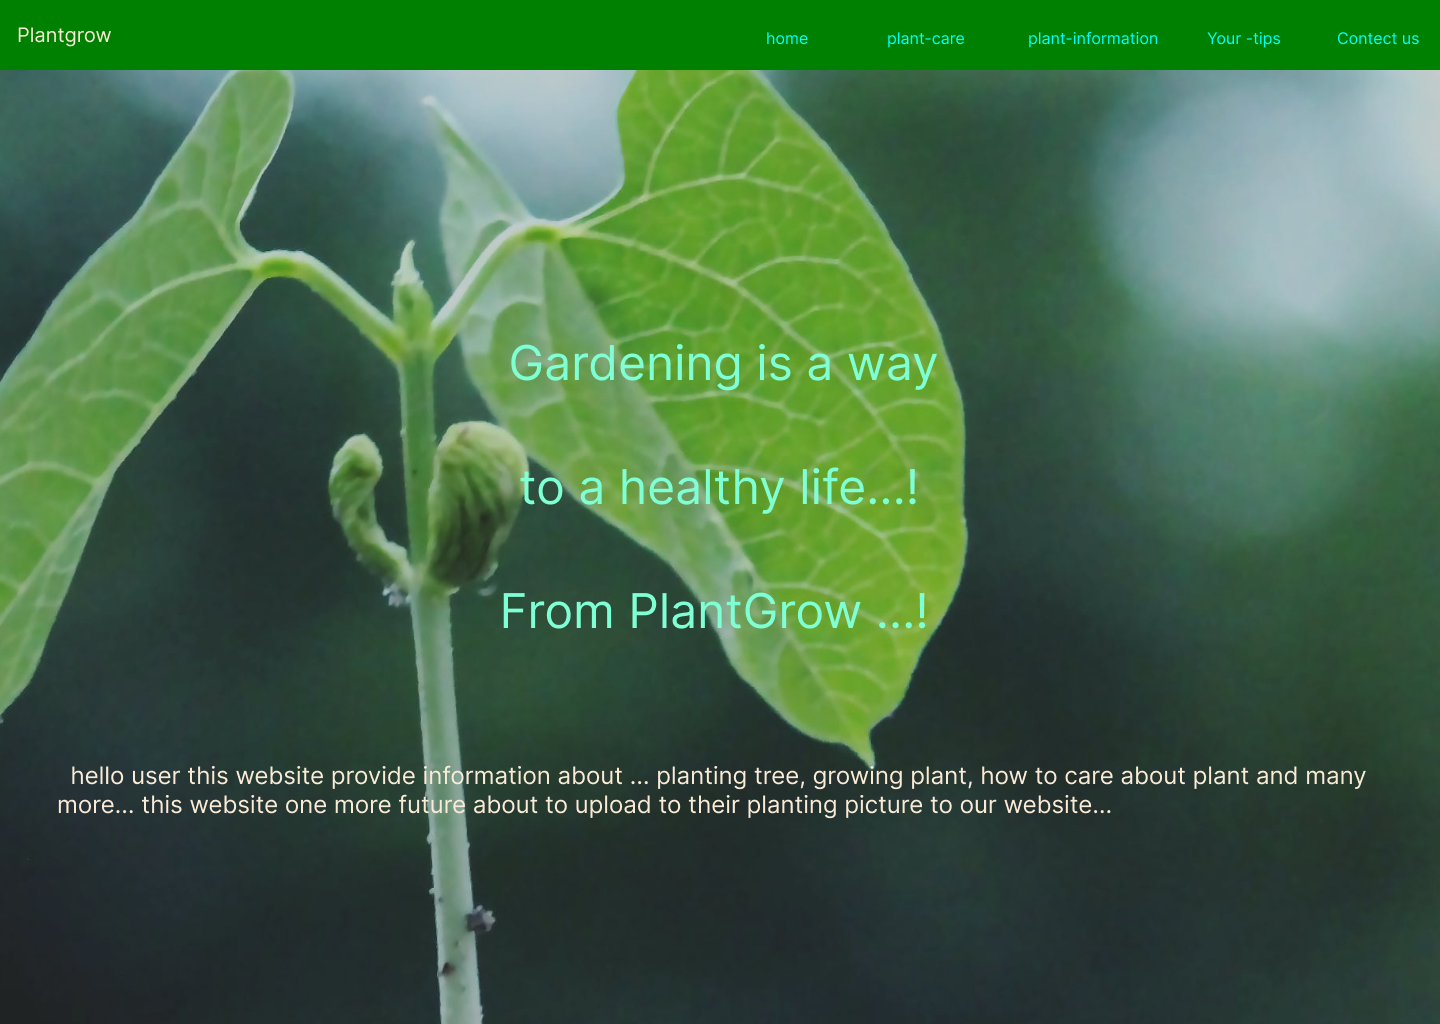 Plantgrow
home plant-care plant-information Your -tips Contect us
Gardening is a way
to a healthy life...!
From PlantGrow ...!
hello user this website provide information about ... planting tree, growing plant, how to care about plant and many
more... this website one more future about to upload to their planting picture to our website...